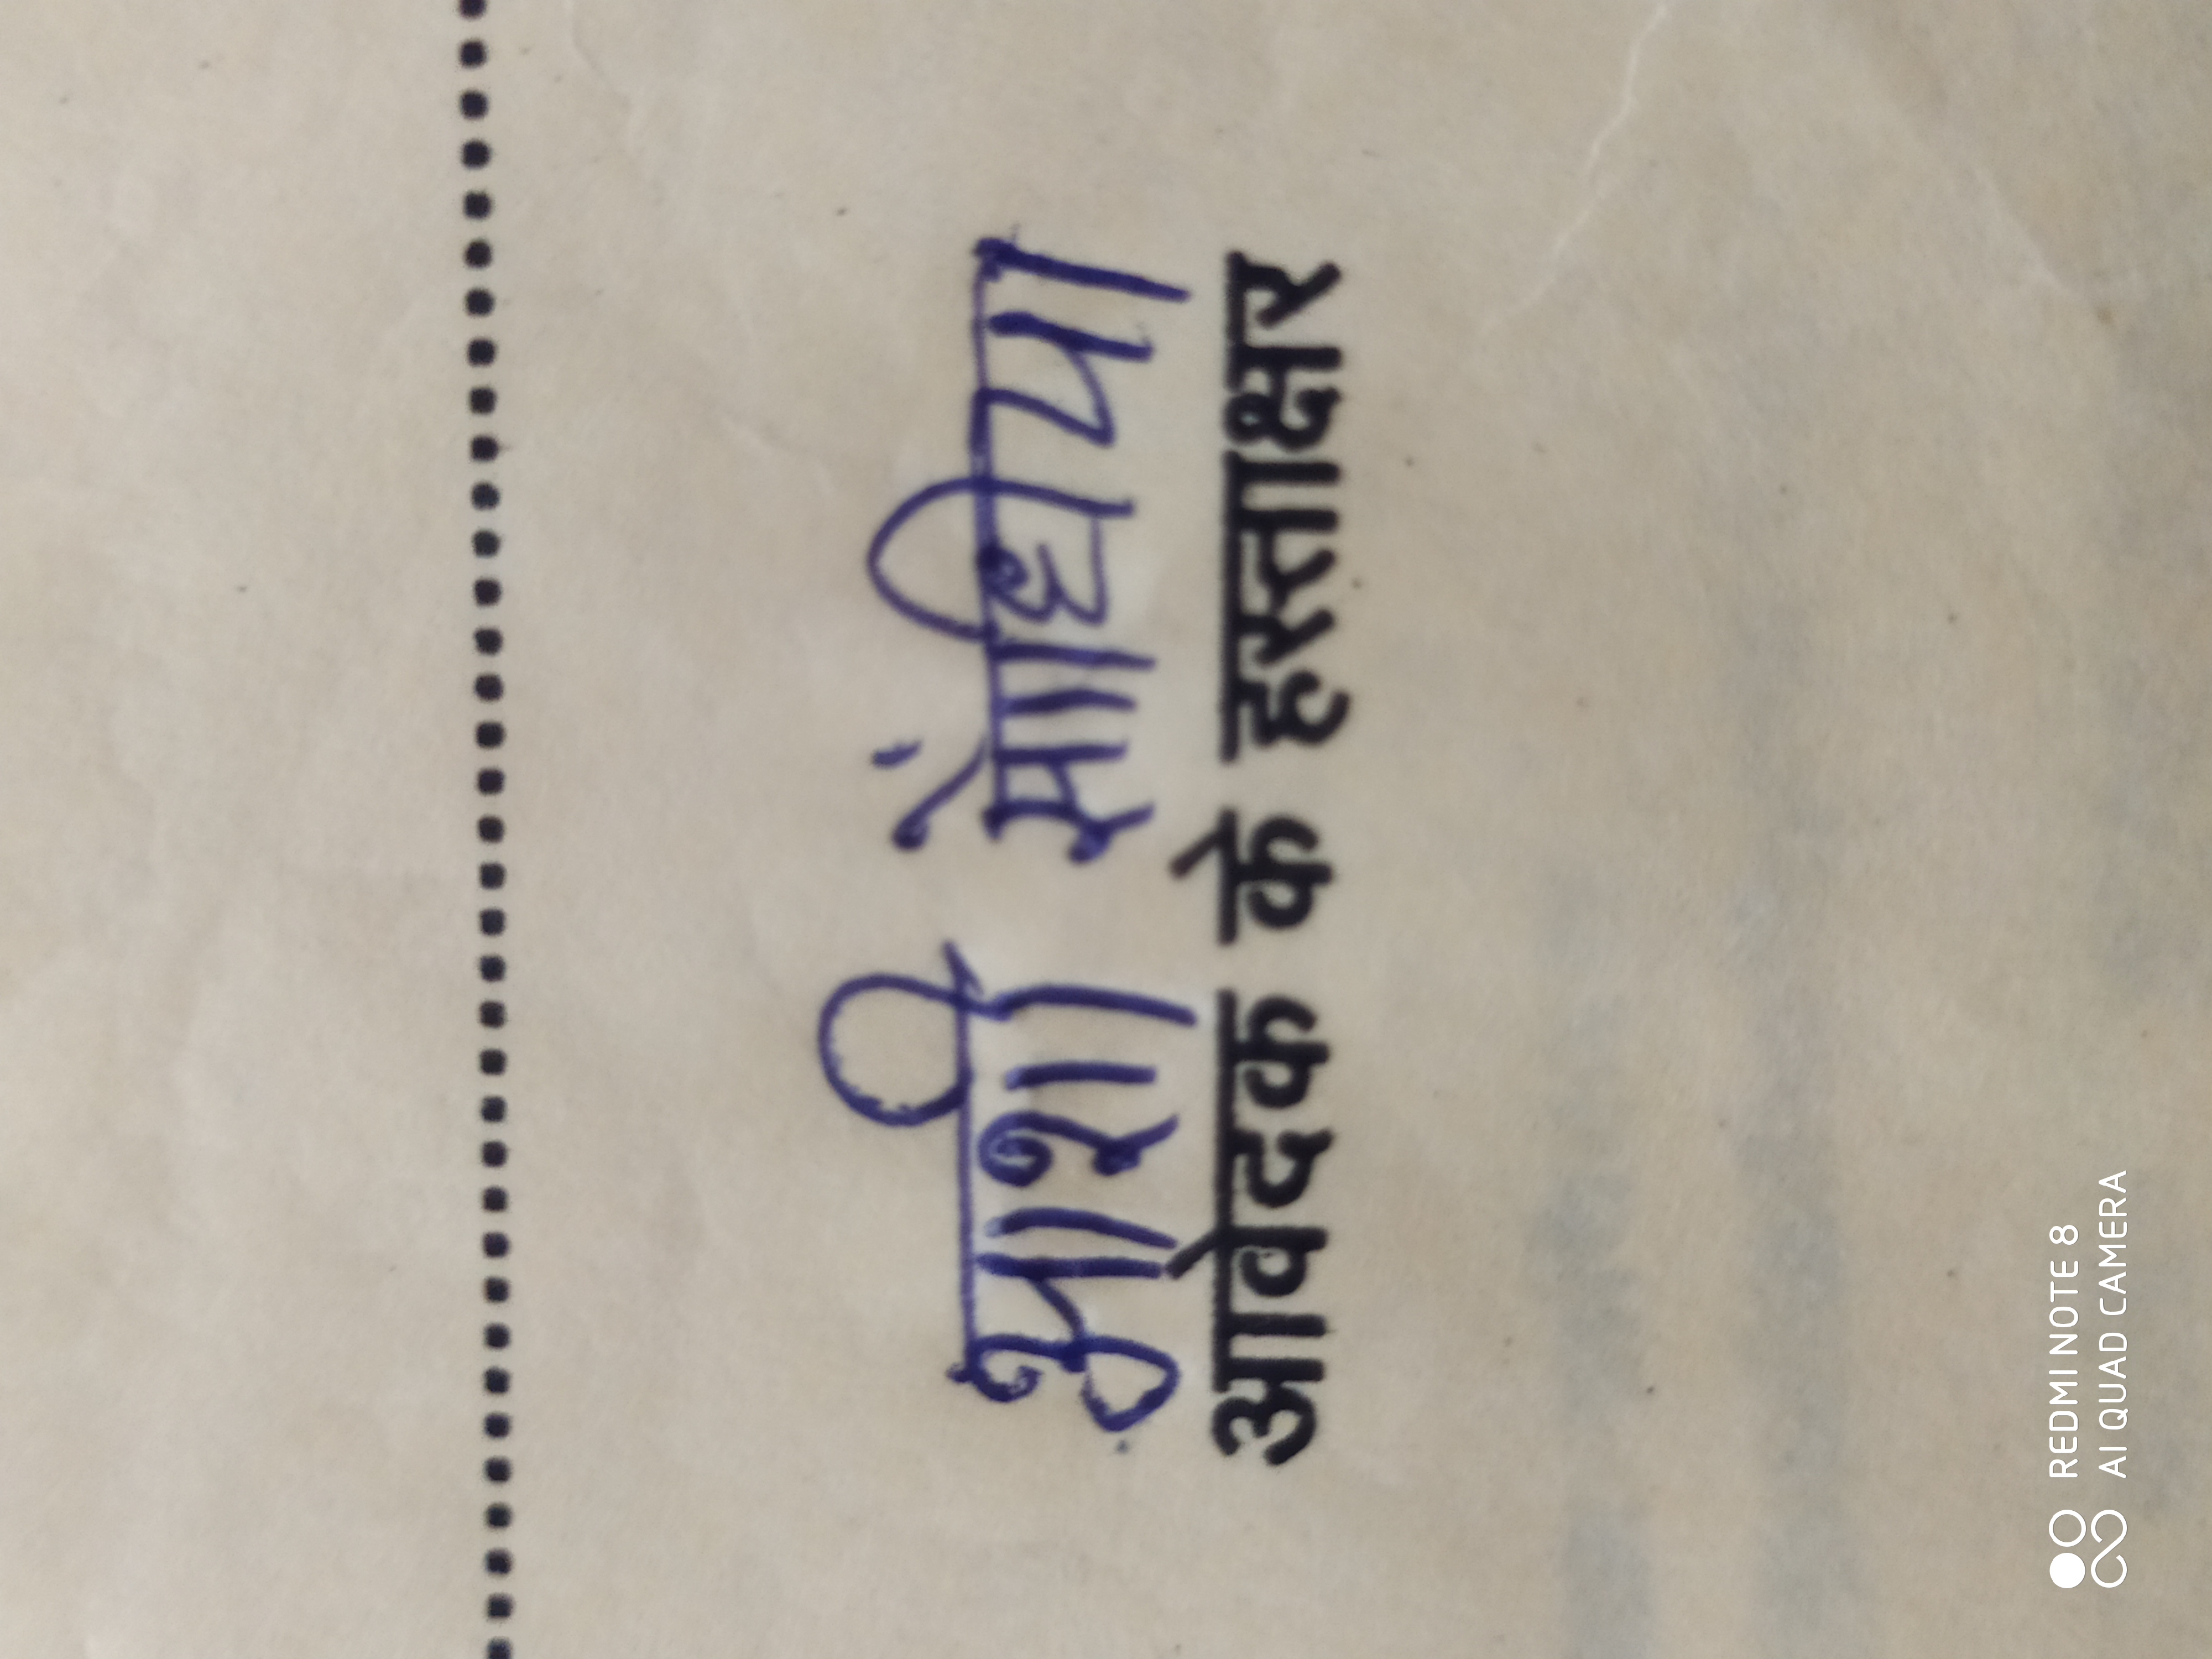 आशी सोंधिया
आवेदक के हस्ताक्षर
REDMI NOTE 8
AI QUAD CAMERA